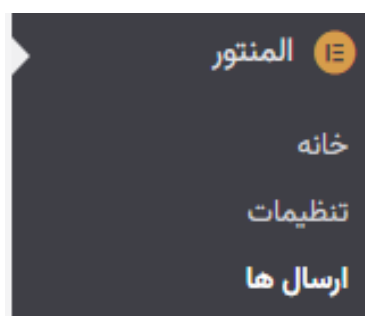 المنتور
خانه
تنظیمات
ارسال ها